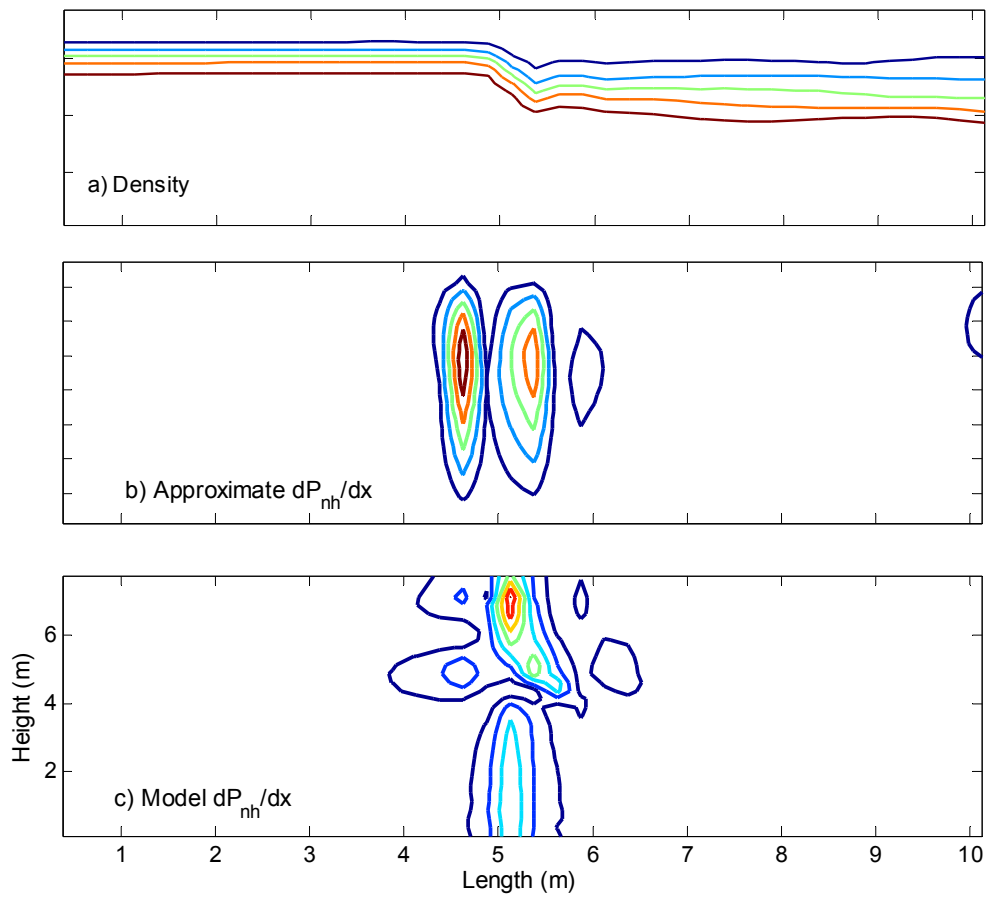 a) Density
b) Approximate dPnh/dx
6
4
2
Height (m)
c) Model dPnh/dx
1 2 3 4 5 6 7 8 9 10
Length (m)